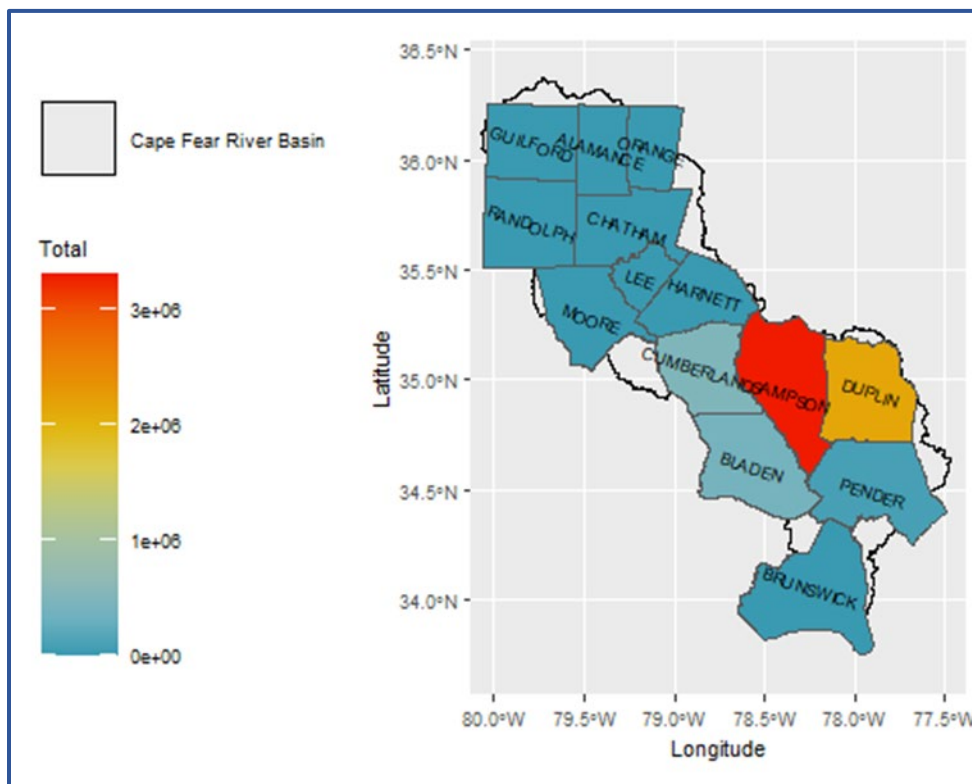 Cape Fear River Basin
Total
3e+06
2e+06
1e+06
0e+00
Latitude
36.5°N
36.0°N
35.5°N
35.0°N
34.5°N
34.0°N
GUILFORD
ALAMANCE
ORANGE
RANDOLPH
CHATHAM
LEE
HARNETT
MOORE
CUMBERLAND
SAMPSON
DUPLIN
BLADEN
PENDER
BRUNSWICK
80.0°W 79.5°W 79.0°W 78.5°W 78.0°W 77.5°W
Longitude